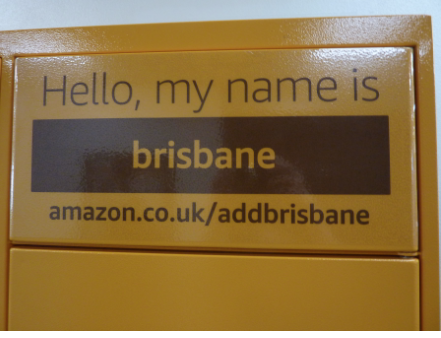 Hello, my name is
brisbane
amazon.co.uk/addbrisbane